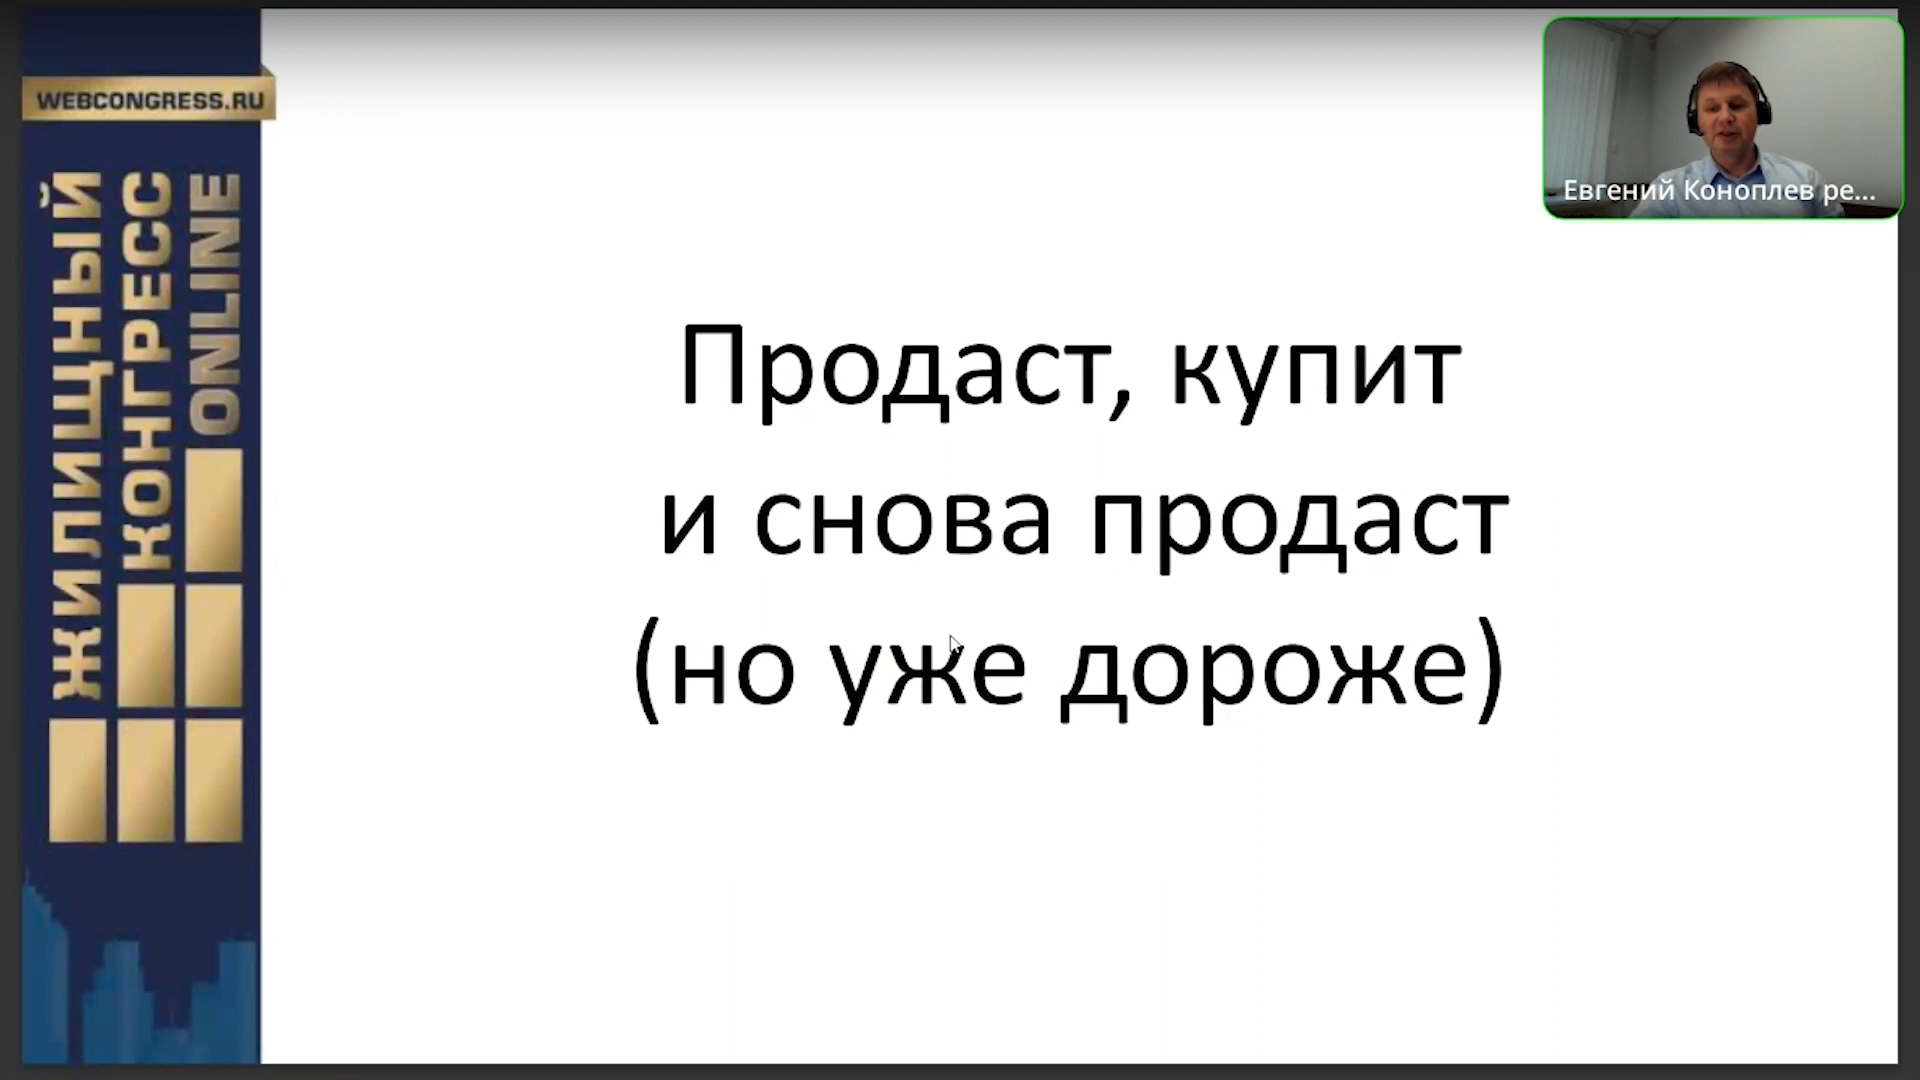 WEBCONGRESS.RU
ЖИЛИЩНЫЙ
КОНГРЕСС
ONLINE
Евгений Коноплев ре...
Продаст, купит
и снова продаст
(но уже дороже)